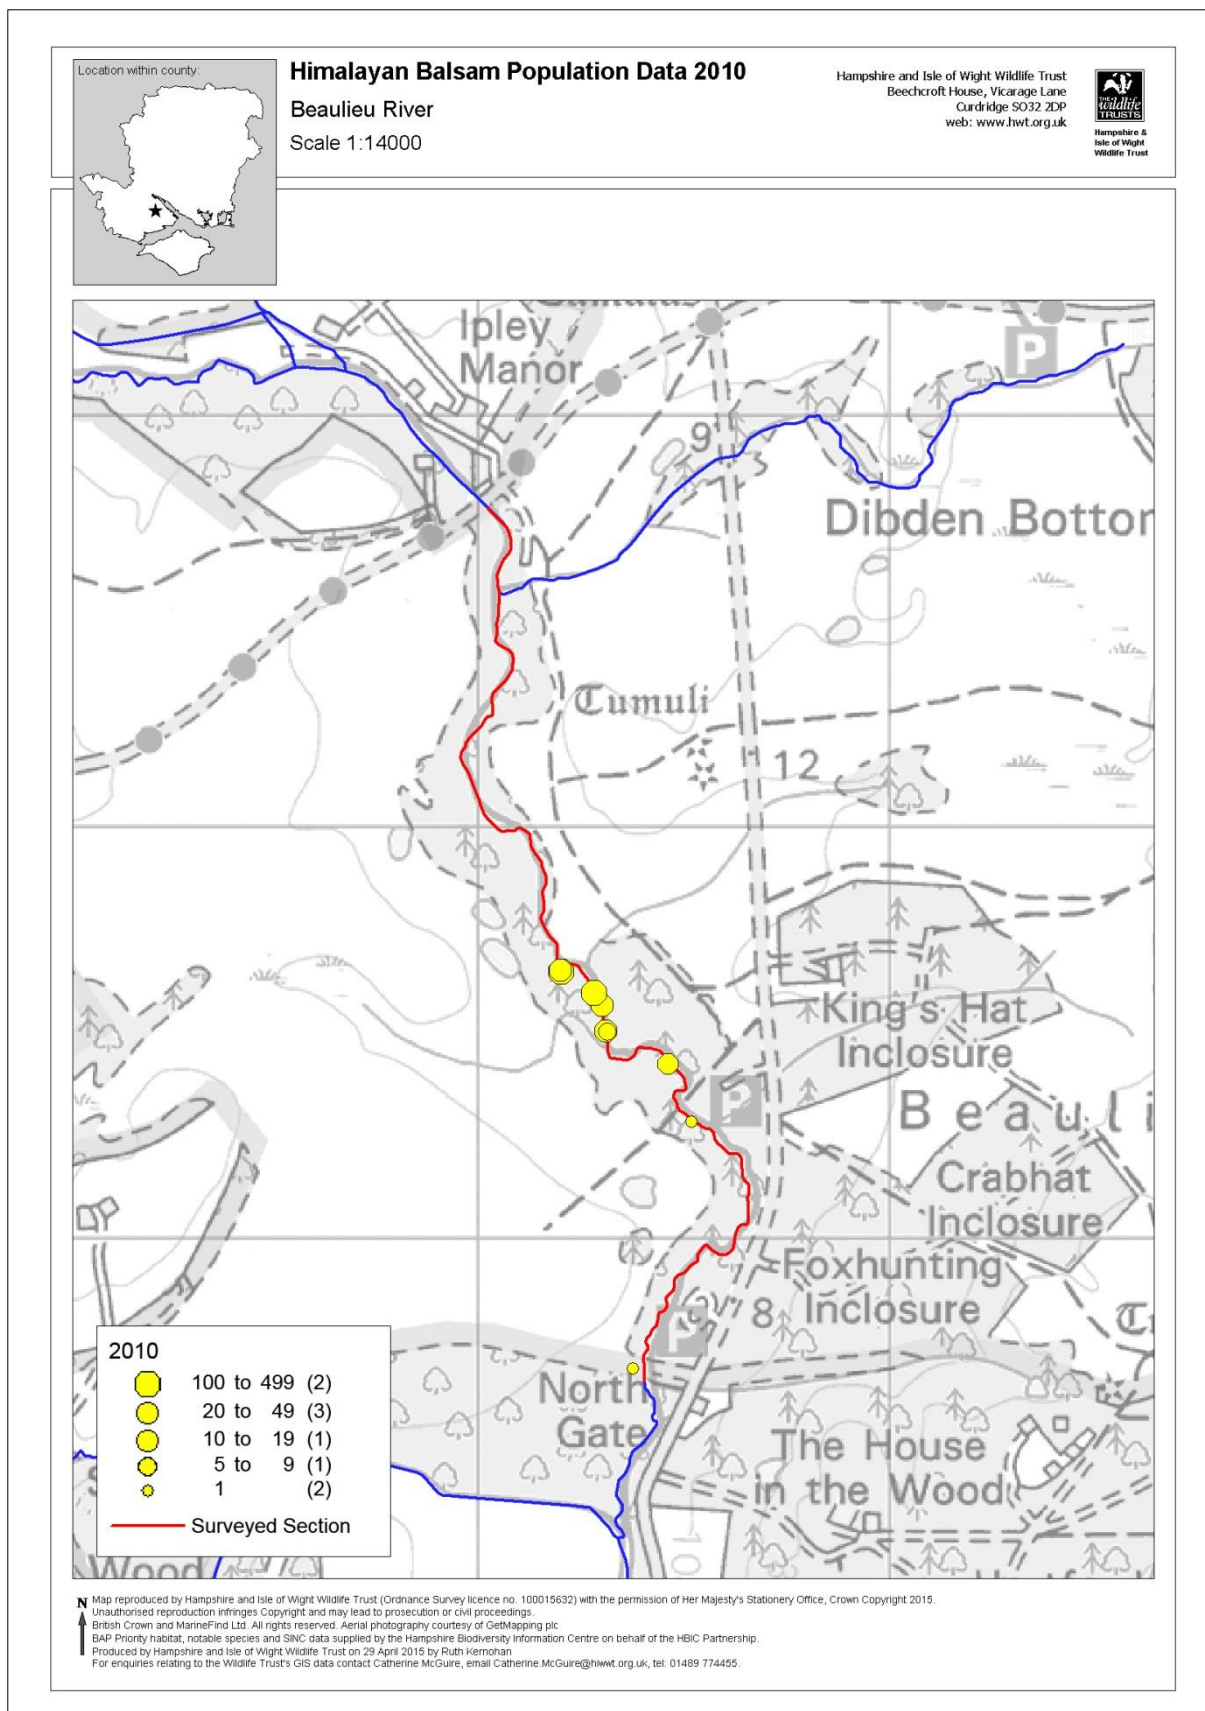 Location within county:
Himalayan Balsam Population Data 2010
Beaulieu River
Scale 1:14000
Hampshire and Isle of Wight Wildlife Trust
Beechcroft House, Vicarage Lane
Curdridge SO32 2DP
web: www.hwt.org.uk
THE
wildlife
TRUSTS
Hampshire &
Isle of Wight
Wildlife Trust
Ipley
Manor
P
9
Dibden Bottor
Tumuli
12
King's Hat
Inclosure
P
Beauli
Crabhat
Inclosure
Foxhunting
Inclosure
8
P
North
Gate
The House
in the Wood
10
Wood
2010
100 to 499 (2)
20 to 49 (3)
10 to 19 (1)
5 to 9 (1)
1 (2)
Surveyed Section
N
Map reproduced by Hampshire and Isle of Wight Wildlife Trust (Ordnance Survey licence no. 100015632) with the permission of Her Majesty's Stationery Office, Crown Copyright 2015.
Unauthorised reproduction infringes Copyright and may lead to prosecution or civil proceedings.
British Crown and MarineFind Ltd. All rights reserved. Aerial photography courtesy of GetMapping plc
BAP Priority habitat, notable species and SINC data supplied by the Hampshire Biodiversity Information Centre on behalf of the HBIC Partnership.
Produced by Hampshire and Isle of Wight Wildlife Trust on 29 April 2015 by Ruth Kernohan
For enquiries relating to the Wildlife Trust's GIS data contact Catherine McGuire, email Catherine.McGuire@hiwwt.org.uk, tel: 01489 774455.